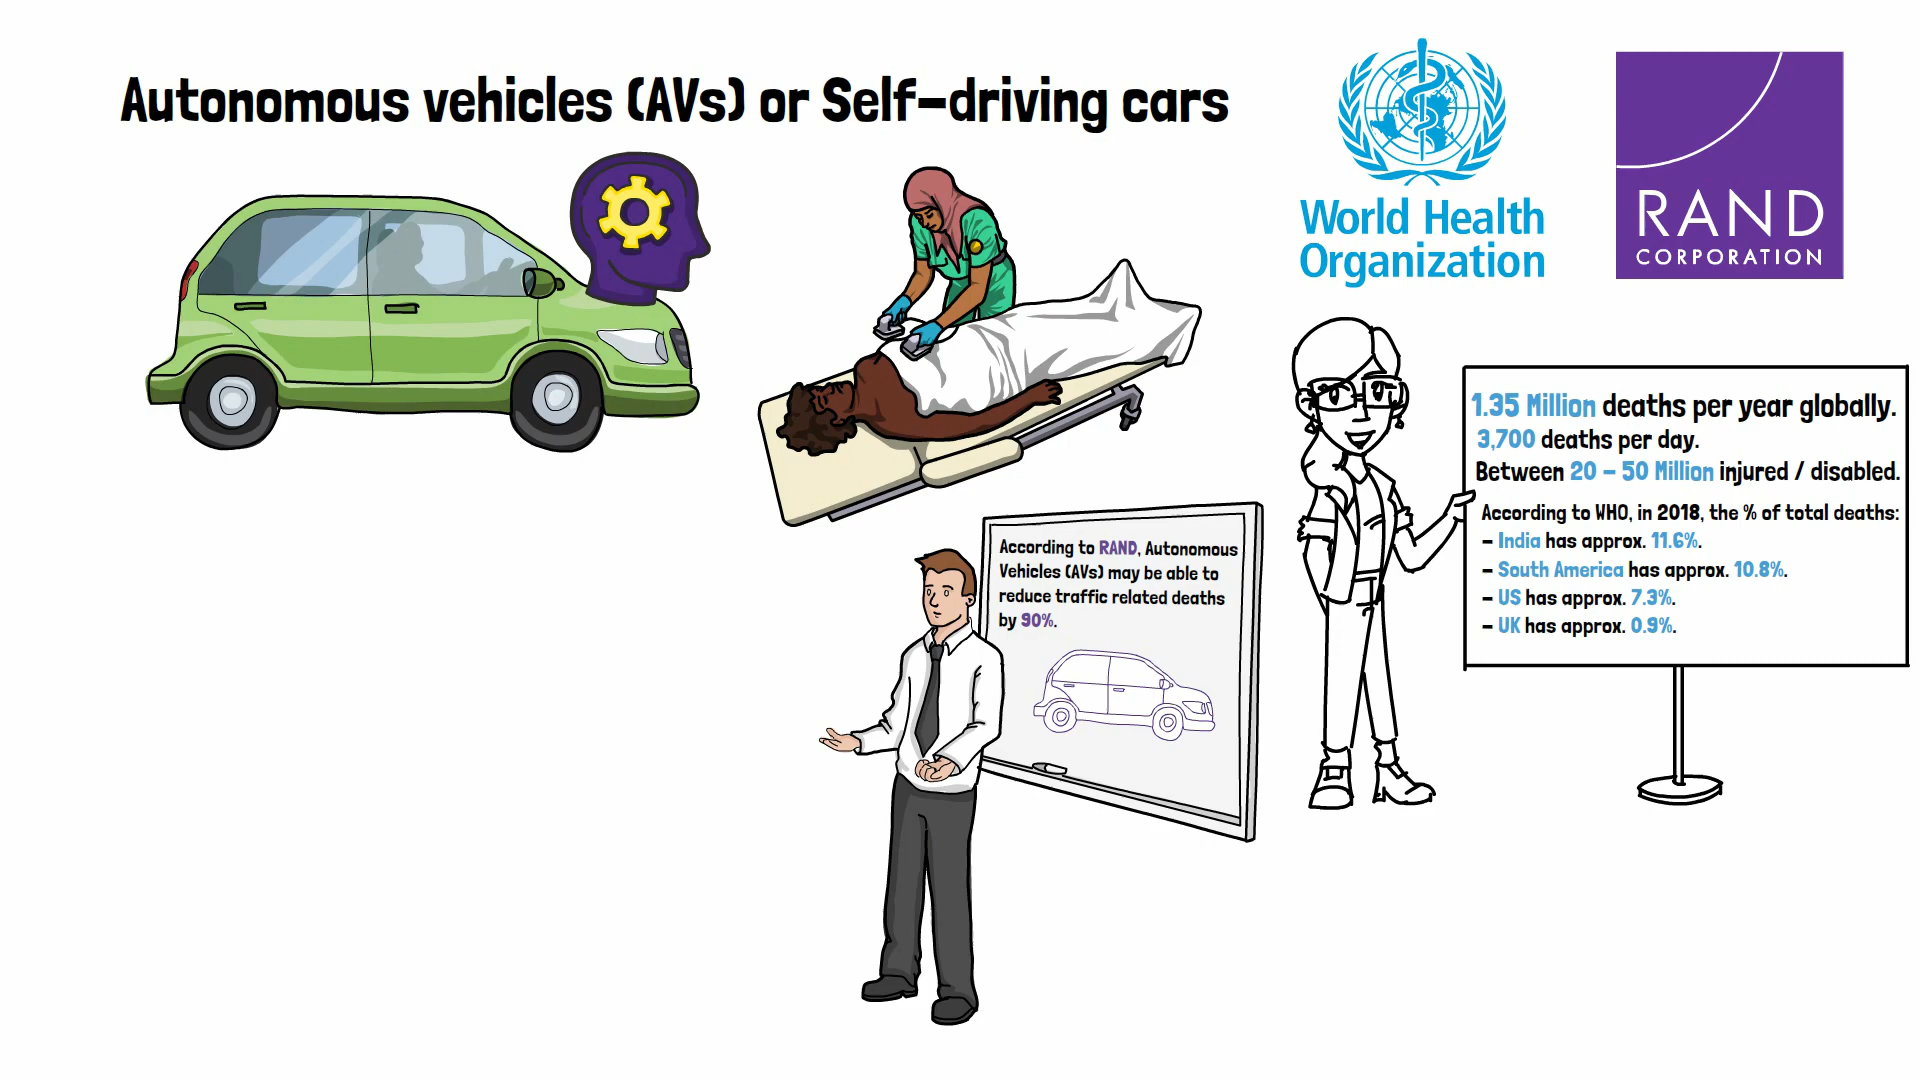 Autonomous vehicles (AVs) or Self-driving cars
World Health
Organization
RAND
CORPORATION
1.35 Million deaths per year globally.
3,700 deaths per day.
Between 20 - 50 Million injured / disabled.
According to WHO, in 2018, the % of total deaths:
- India has approx. 11.6%.
- South America has approx. 10.8%.
- US has approx. 7.3%.
- UK has approx. 0.9%.
According to RAND, Autonomous
Vehicles (AVs) may be able to
reduce traffic related deaths
by 90%.